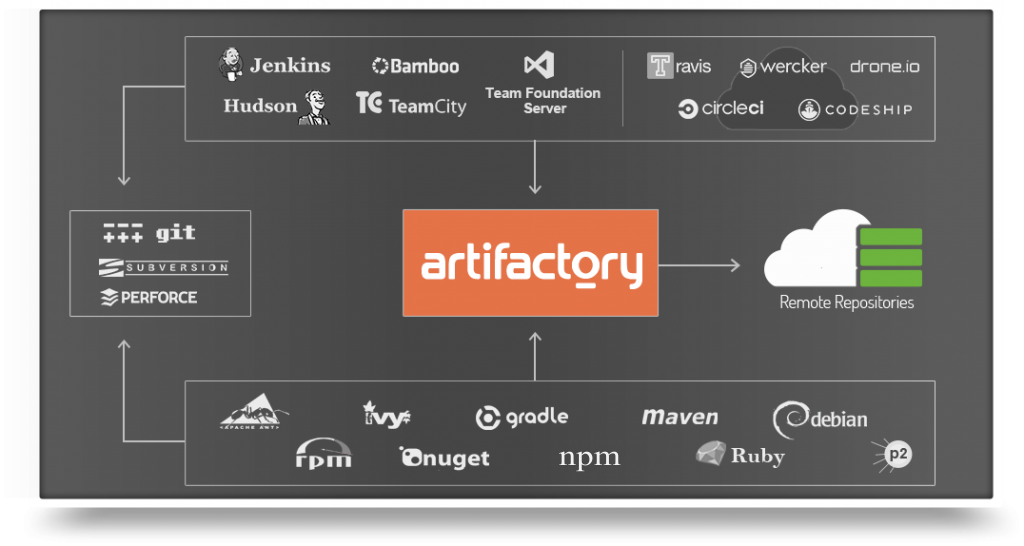 Jenkins
Bamboo
Hudson
TC TeamCity
Team Foundation
Server
Travis
wercker
drone.io
circleci
CODESHIP
git
SUBVERSION
PERFORCE
artifactory
Remote Repositories
APACHE ANT
ivy
gradle
maven
debian
rpm
nuget
npm
Ruby
p2